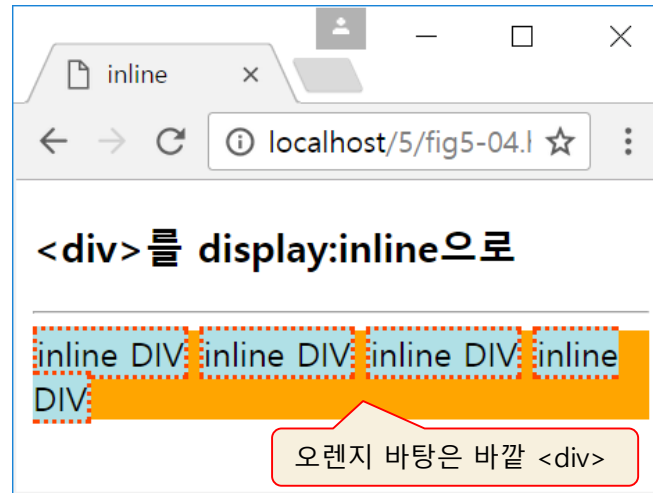 inline
localhost/5/fig5-04.h
<div>를 display:inline으로
inline DIV inline DIV inline DIV inline
DIV
오렌지 바탕은 바깥 <div>